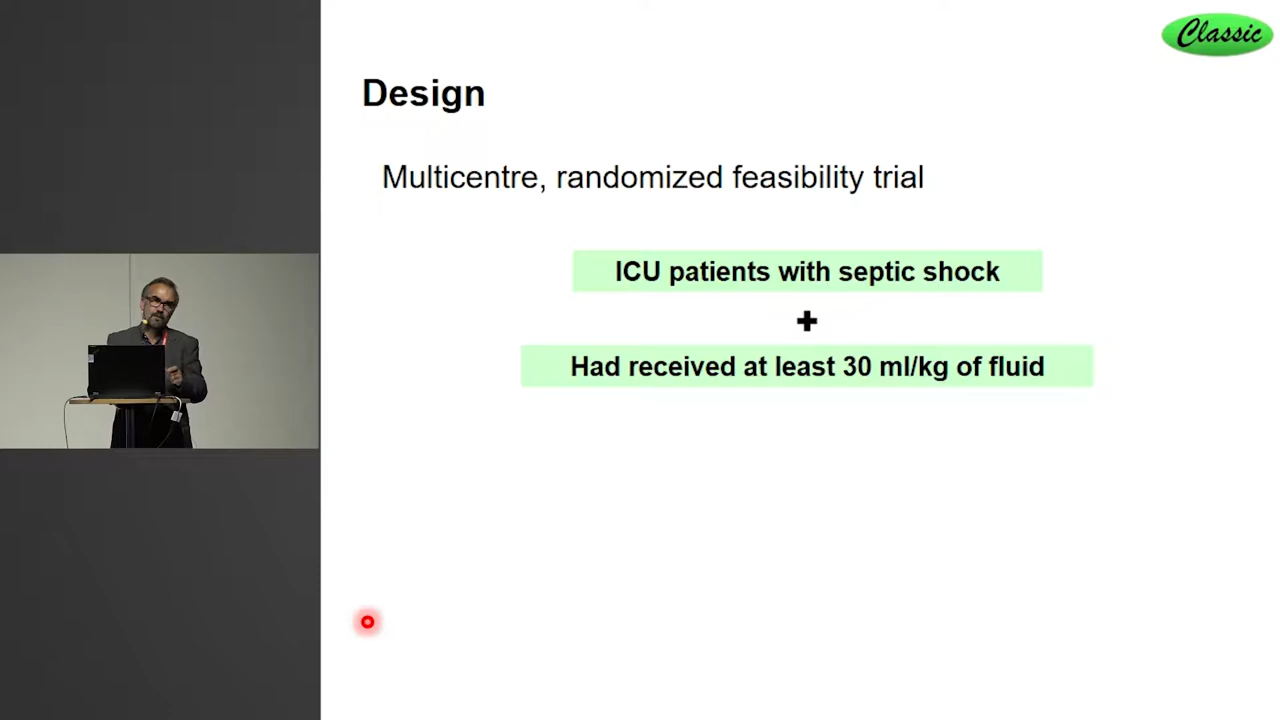 Classic
Design
Multicentre, randomized feasibility trial
ICU patients with septic shock
+
Had received at least 30 ml/kg of fluid